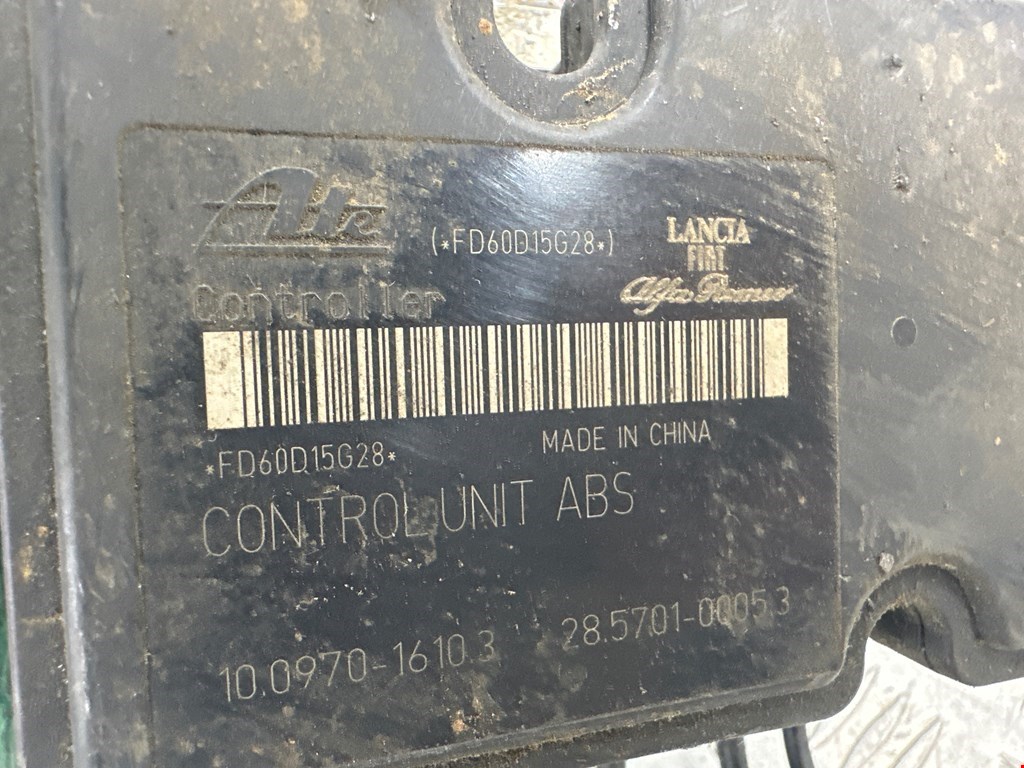 Ate
(*FD60D15G28*)
LANCIA
FIAT
Alfa Romeo
Controller
*FD60D15G28*
MADE IN CHINA
CONTROL UNIT ABS
10.0970-1610.3
28.5701-0005.3